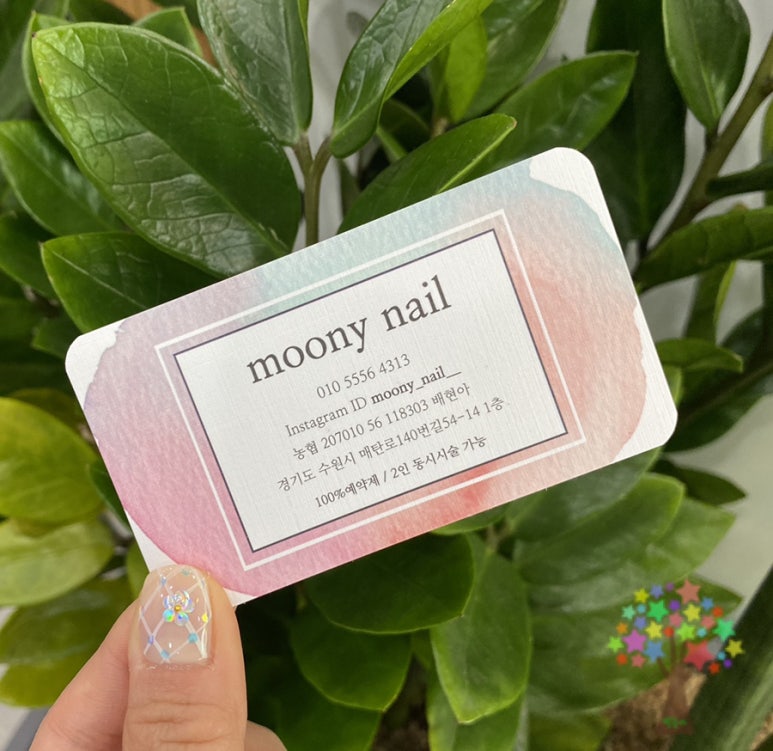 moony nail
010 5556 4313
Instagram ID moony_nail__
농협 207010 56 118303 배현아
경기도 수원시 매탄로140번길54-14 1층
100%예약제 / 2인 동시시술 가능